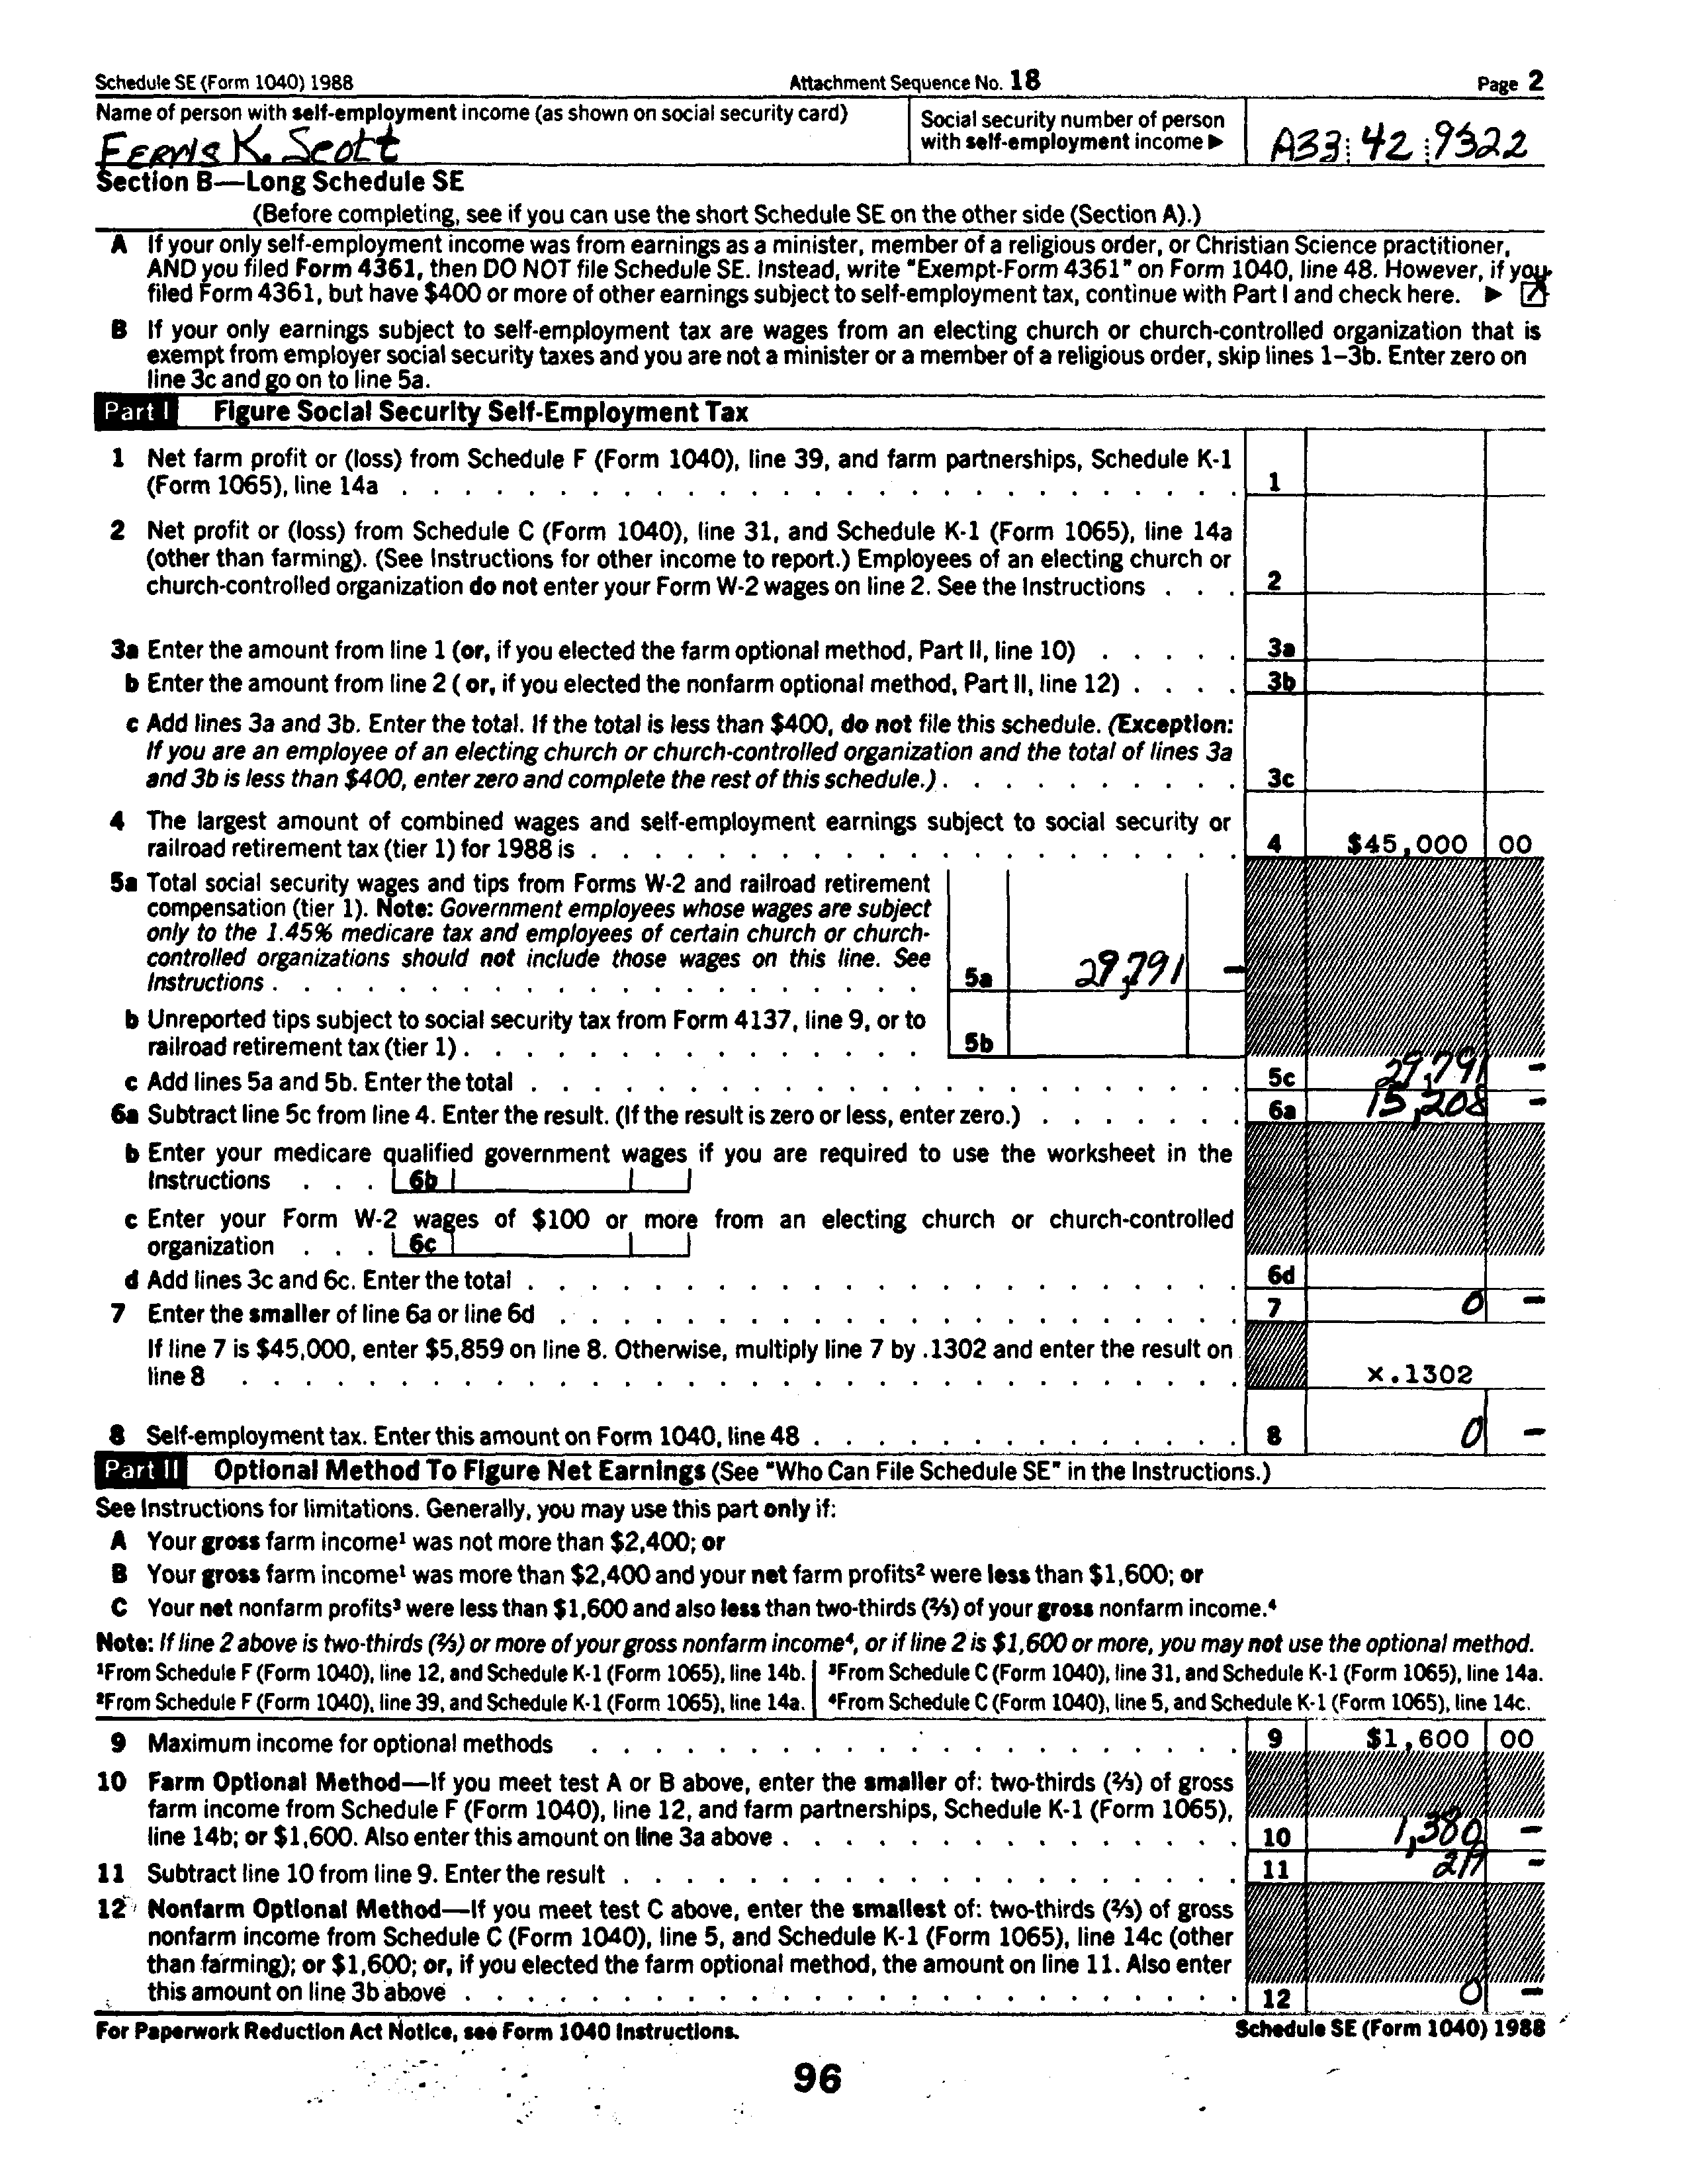 Schedule SE (Form 1040) 1988 Attachment Sequence No. 18 Page 2
Name of person with self-employment income (as shown on social security card)
Social security number of person
with self-employment income ▶
K. Scott
A33:42:9322
Section B—Long Schedule SE
(Before completing, see if you can use the short Schedule SE on the other side (Section A).)
A If your only self-employment income was from earnings as a minister, member of a religious order, or Christian Science practitioner,
AND you filed Form 4361, then DO NOT file Schedule SE. Instead, write "Exempt-Form 4361" on Form 1040, line 48. However, if you
filed Form 4361, but have $400 or more of other earnings subject to self-employment tax, continue with Part I and check here. ▶
B If your only earnings subject to self-employment tax are wages from an electing church or church-controlled organization that is
exempt from employer social security taxes and you are not a minister or a member of a religious order, skip lines 1–3b. Enter zero on
line 3c and go on to line 5a.
Part I Figure Social Security Self-Employment Tax
1 Net farm profit or (loss) from Schedule F (Form 1040), line 39, and farm partnerships, Schedule K-1
(Form 1065), line 14a . . . 1
2 Net profit or (loss) from Schedule C (Form 1040), line 31, and Schedule K-1 (Form 1065), line 14a
(other than farming). (See Instructions for other income to report.) Employees of an electing church or
church-controlled organization do not enter your Form W-2 wages on line 2. See the Instructions . . . 2
3a Enter the amount from line 1 (or, if you elected the farm optional method, Part II, line 10) . . . . . 3a
b Enter the amount from line 2 ( or, if you elected the nonfarm optional method, Part II, line 12) . . . . 3b
c Add lines 3a and 3b. Enter the total. If the total is less than $400, do not file this schedule. (Exception:
If you are an employee of an electing church or church-controlled organization and the total of lines 3a
and 3b is less than $400, enter zero and complete the rest of this schedule.) . . . 3c
4 The largest amount of combined wages and self-employment earnings subject to social security or
railroad retirement tax (tier 1) for 1988 is . . . 4 $45,000 00
5a Total social security wages and tips from Forms W-2 and railroad retirement
compensation (tier 1). Note: Government employees whose wages are subject
only to the 1.45% medicare tax and employees of certain church or church-
controlled organizations should not include those wages on this line. See
Instructions . . . 5a 29,791 –
b Unreported tips subject to social security tax from Form 4137, line 9, or to
railroad retirement tax (tier 1) . . . 5b
c Add lines 5a and 5b. Enter the total . . . 5c 29,791 –
6a Subtract line 5c from line 4. Enter the result. (If the result is zero or less, enter zero.) . . . 6a 15,208 –
b Enter your medicare qualified government wages if you are required to use the worksheet in the
Instructions . . . 6b
c Enter your Form W-2 wages of $100 or more from an electing church or church-controlled
organization . . . 6c
d Add lines 3c and 6c. Enter the total . . . 6d
7 Enter the smaller of line 6a or line 6d . . . 7 0 –
If line 7 is $45,000, enter $5,859 on line 8. Otherwise, multiply line 7 by .1302 and enter the result on
line 8 . . . x.1302
8 Self-employment tax. Enter this amount on Form 1040, line 48 . . . 8 0 –
Part II Optional Method To Figure Net Earnings (See "Who Can File Schedule SE" in the Instructions.)
See Instructions for limitations. Generally, you may use this part only if:
A Your gross farm income¹ was not more than $2,400; or
B Your gross farm income¹ was more than $2,400 and your net farm profits² were less than $1,600; or
C Your net nonfarm profits³ were less than $1,600 and also less than two-thirds (⅔) of your gross nonfarm income.⁴
Note: If line 2 above is two-thirds (⅔) or more of your gross nonfarm income⁴, or if line 2 is $1,600 or more, you may not use the optional method.
¹From Schedule F (Form 1040), line 12, and Schedule K-1 (Form 1065), line 14b. ³From Schedule C (Form 1040), line 31, and Schedule K-1 (Form 1065), line 14a.
²From Schedule F (Form 1040), line 39, and Schedule K-1 (Form 1065), line 14a. ⁴From Schedule C (Form 1040), line 5, and Schedule K-1 (Form 1065), line 14c.
9 Maximum income for optional methods . . . 9 $1,600 00
10 Farm Optional Method—If you meet test A or B above, enter the smaller of: two-thirds (⅔) of gross
farm income from Schedule F (Form 1040), line 12, and farm partnerships, Schedule K-1 (Form 1065),
line 14b; or $1,600. Also enter this amount on line 3a above . . . 10 1,380 –
11 Subtract line 10 from line 9. Enter the result . . . 11 –
12 Nonfarm Optional Method—If you meet test C above, enter the smallest of: two-thirds (⅔) of gross
nonfarm income from Schedule C (Form 1040), line 5, and Schedule K-1 (Form 1065), line 14c (other
than farming); or $1,600; or, if you elected the farm optional method, the amount on line 11. Also enter
this amount on line 3b above . . . 12 0 –
For Paperwork Reduction Act Notice, see Form 1040 Instructions. Schedule SE (Form 1040) 1988
96